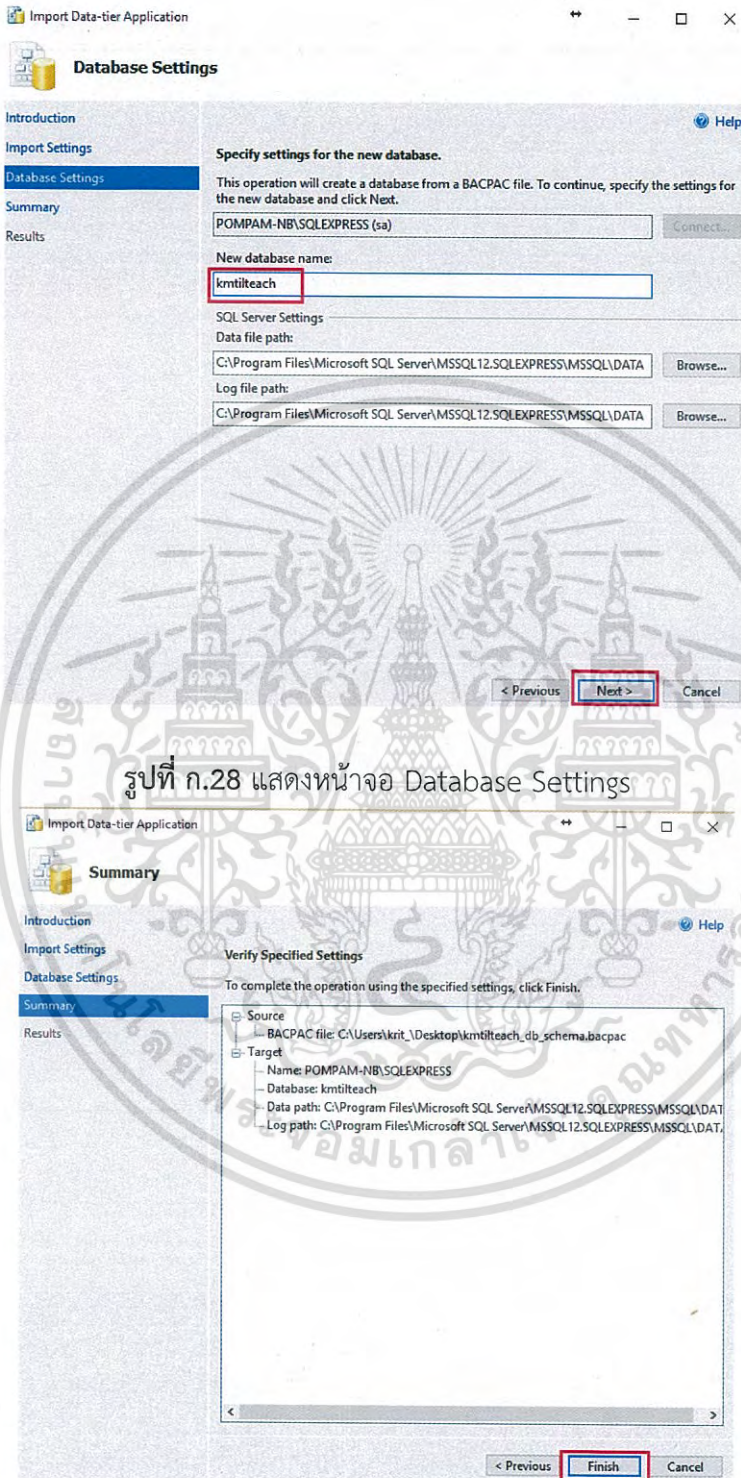 Import Data-tier Application
Database Settings
Introduction
Import Settings
Database Settings
Summary
Results
Help
Specify settings for the new database.
This operation will create a database from a BACPAC file. To continue, specify the settings for
the new database and click Next.
POMPAM-NB\SQLEXPRESS (sa)
Connect...
New database name:
kmtilteach
SQL Server Settings
Data file path:
C:\Program Files\Microsoft SQL Server\MSSQL12.SQLEXPRESS\MSSQL\DATA
Browse...
Log file path:
C:\Program Files\Microsoft SQL Server\MSSQL12.SQLEXPRESS\MSSQL\DATA
Browse...
< Previous
Next >
Cancel
รูปที่ ก.28 แสดงหน้าจอ Database Settings
Import Data-tier Application
Summary
Introduction
Import Settings
Database Settings
Summary
Results
Help
Verify Specified Settings
To complete the operation using the specified settings, click Finish.
Source
BACPAC file: C:\Users\krit_\Desktop\kmtilteach_db_schema.bacpac
Target
Name: POMPAM-NB\SQLEXPRESS
Database: kmtilteach
Data path: C:\Program Files\Microsoft SQL Server\MSSQL12.SQLEXPRESS\MSSQL\DAT
Log path: C:\Program Files\Microsoft SQL Server\MSSQL12.SQLEXPRESS\MSSQL\DAT
< Previous
Finish
Cancel